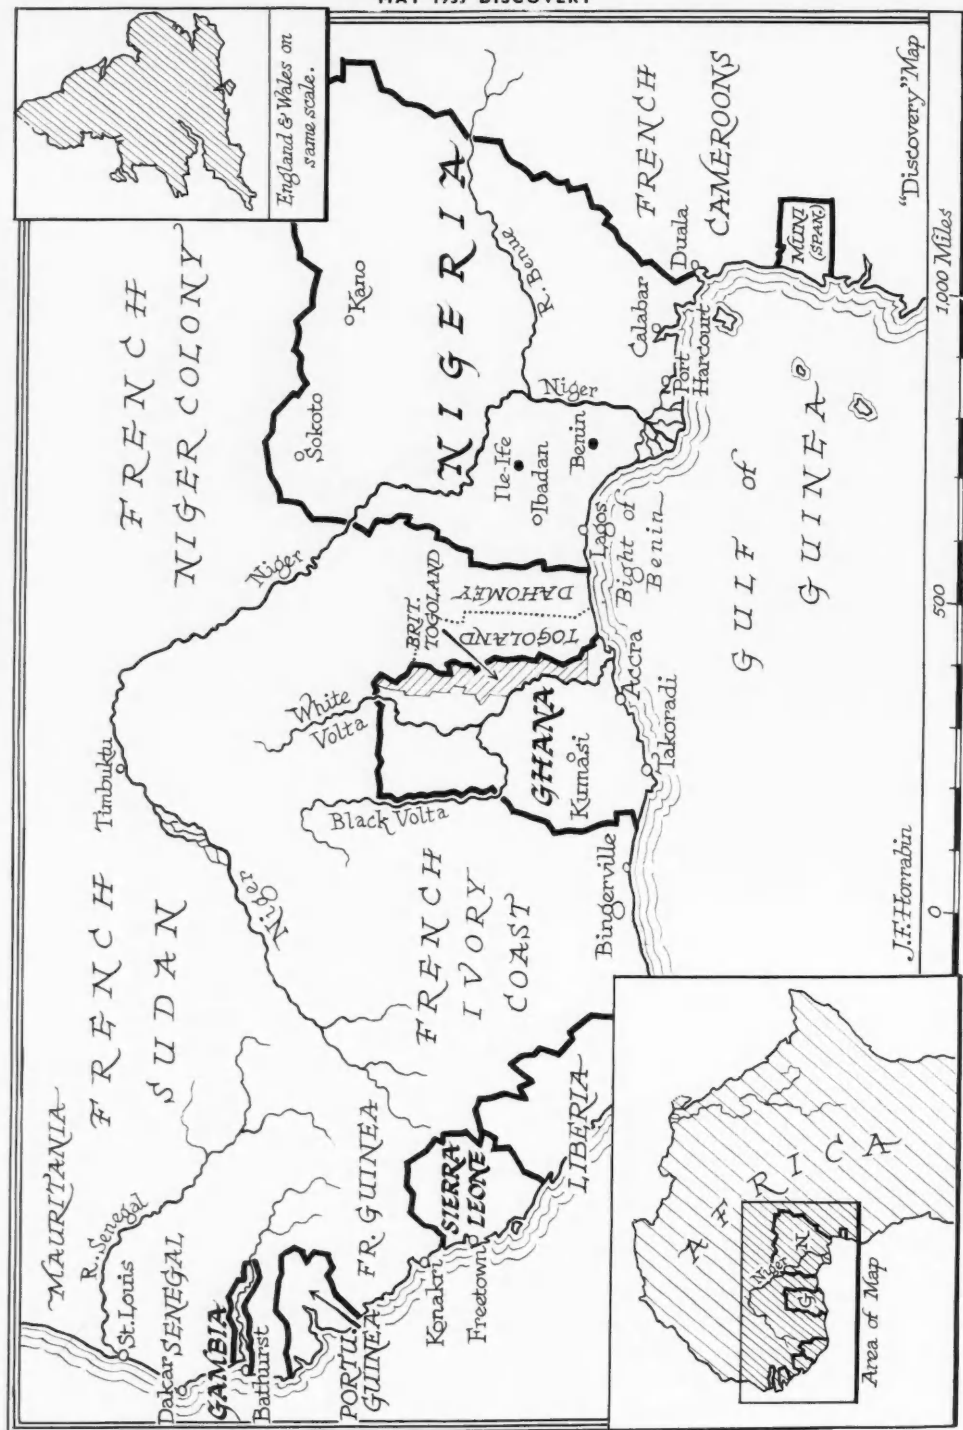 MAY 1957 DISCOVERY
England & Wales on
same scale.
MAURITANIA
FRENCH
SUDAN
FRENCH
NIGER COLONY
R. Senegal
St. Louis
Dakar
SENEGAL
GAMBIA
Bathurst
PORTU.
GUINEA
FR. GUINEA
Konakri
Freetown
SIERRA
LEONE
LIBERIA
Timbuktu
Niger
Niger
FRENCH
IVORY
COAST
Bingerville
Black Volta
White
Volta
GHANA
Kumasi
Takoradi
Accra
BRIT.
TOGOLAND
TOGOLAND
DAHOMEY
Sokoto
Kano
NIGERIA
R. Benue
Niger
Ile-Ife
Ibadan
Benin
Lagos
Bight of
Benin
Port
Harcourt
Calabar
Duala
FRENCH
CAMEROONS
MUNI
(SPAN.)
GULF of
GUINEA
AFRICA
Niger
G
N
Area of Map
J.F. Horrabin
"Discovery" Map
0
500
1,000 Miles